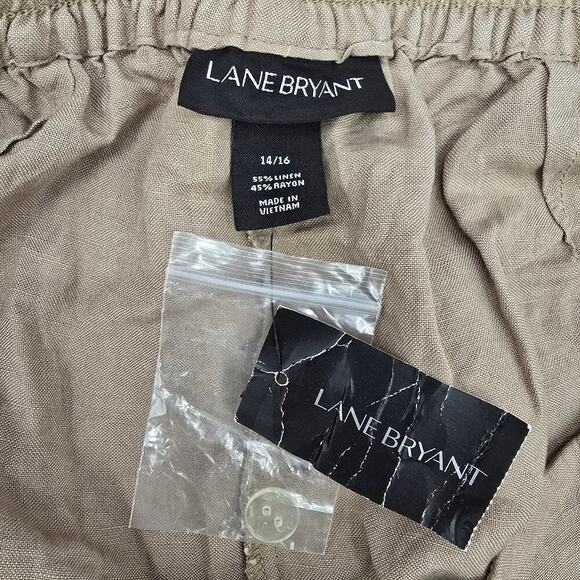 LANE BRYANT
14/16
55% LINEN
45% RAYON
MADE IN
VIETNAM
LANE BRYANT